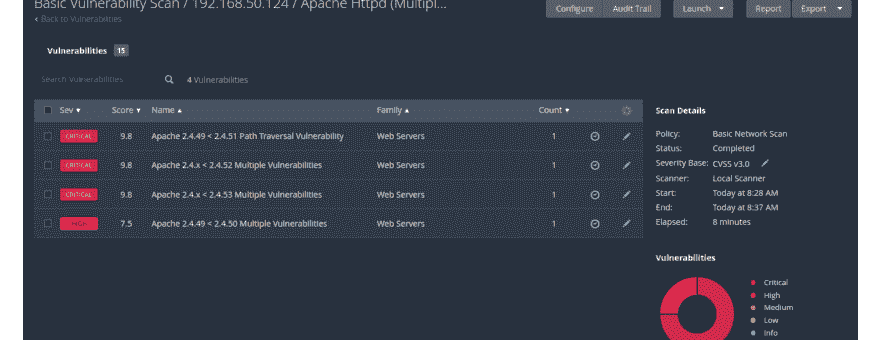 Basic Vulnerability Scan / 192.168.50.124 / Apache Httpd (Multipl...
Configure Audit Trail Launch Report Export
< Back to Vulnerabilities
Vulnerabilities 15
Search Vulnerabilities 4 Vulnerabilities
Sev Score Name Family Count
CRITICAL 9.8 Apache 2.4.49 < 2.4.51 Path Traversal Vulnerability Web Servers 1
CRITICAL 9.8 Apache 2.4.x < 2.4.52 Multiple Vulnerabilities Web Servers 1
CRITICAL 9.8 Apache 2.4.x < 2.4.53 Multiple Vulnerabilities Web Servers 1
HIGH 7.5 Apache 2.4.49 < 2.4.50 Multiple Vulnerabilities Web Servers 1
Scan Details
Policy: Basic Network Scan
Status: Completed
Severity Base: CVSS v3.0
Scanner: Local Scanner
Start: Today at 8:28 AM
End: Today at 8:37 AM
Elapsed: 8 minutes
Vulnerabilities
Critical
High
Medium
Low
Info